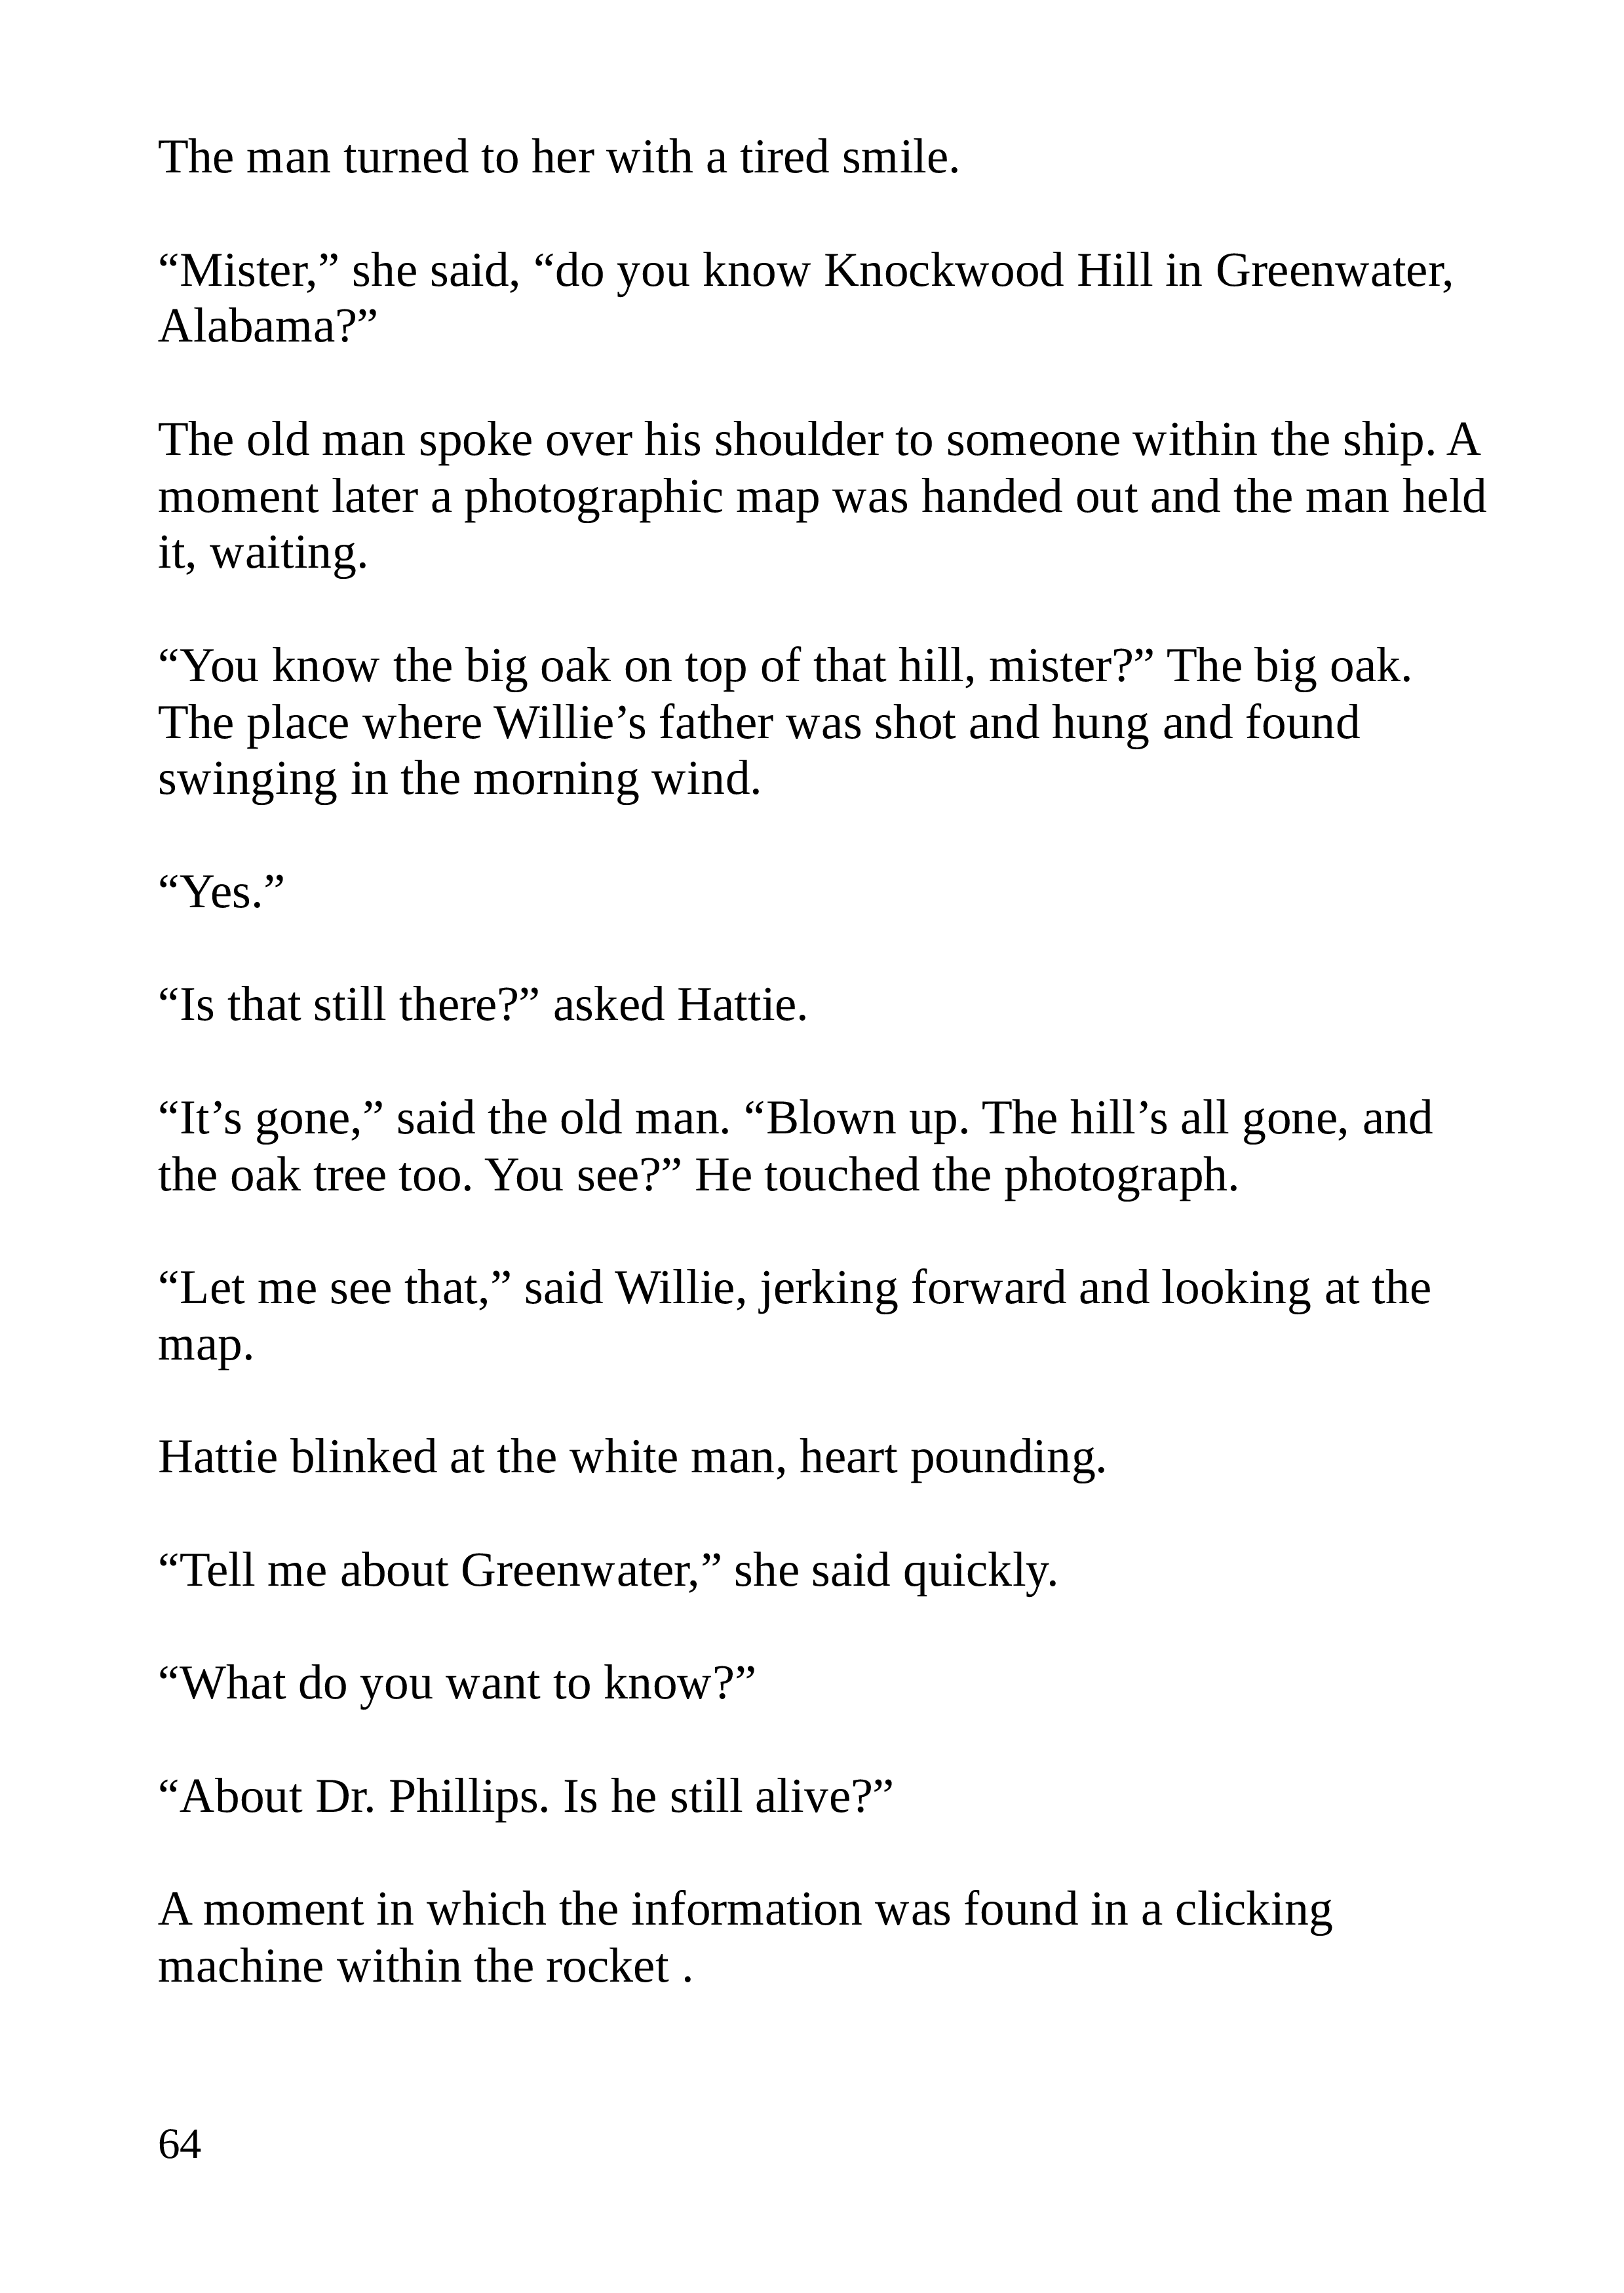 The man turned to her with a tired smile.
“Mister,” she said, “do you know Knockwood Hill in Greenwater,
Alabama?”
The old man spoke over his shoulder to someone within the ship. A
moment later a photographic map was handed out and the man held
it, waiting.
“You know the big oak on top of that hill, mister?” The big oak.
The place where Willie’s father was shot and hung and found
swinging in the morning wind.
“Yes.”
“Is that still there?” asked Hattie.
“It’s gone,” said the old man. “Blown up. The hill’s all gone, and
the oak tree too. You see?” He touched the photograph.
“Let me see that,” said Willie, jerking forward and looking at the
map.
Hattie blinked at the white man, heart pounding.
“Tell me about Greenwater,” she said quickly.
“What do you want to know?”
“About Dr. Phillips. Is he still alive?”
A moment in which the information was found in a clicking
machine within the rocket .
64